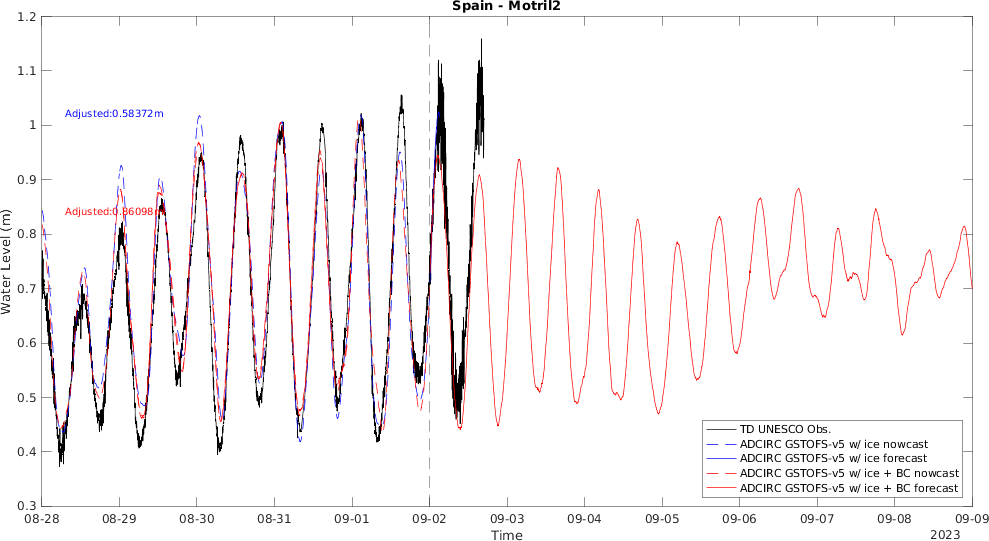 Spain - Motril2
1.2
1.1
1
0.9
0.8
0.7
0.6
0.5
0.4
0.3
Water Level (m)
Adjusted:0.58372m
Adjusted:0.86098m
TD UNESCO Obs.
ADCIRC GSTOFS-v5 w/ ice nowcast
ADCIRC GSTOFS-v5 w/ ice forecast
ADCIRC GSTOFS-v5 w/ ice + BC nowcast
ADCIRC GSTOFS-v5 w/ ice + BC forecast
08-28 08-29 08-30 08-31 09-01 09-02 09-03 09-04 09-05 09-06 09-07 09-08 09-09
Time
2023